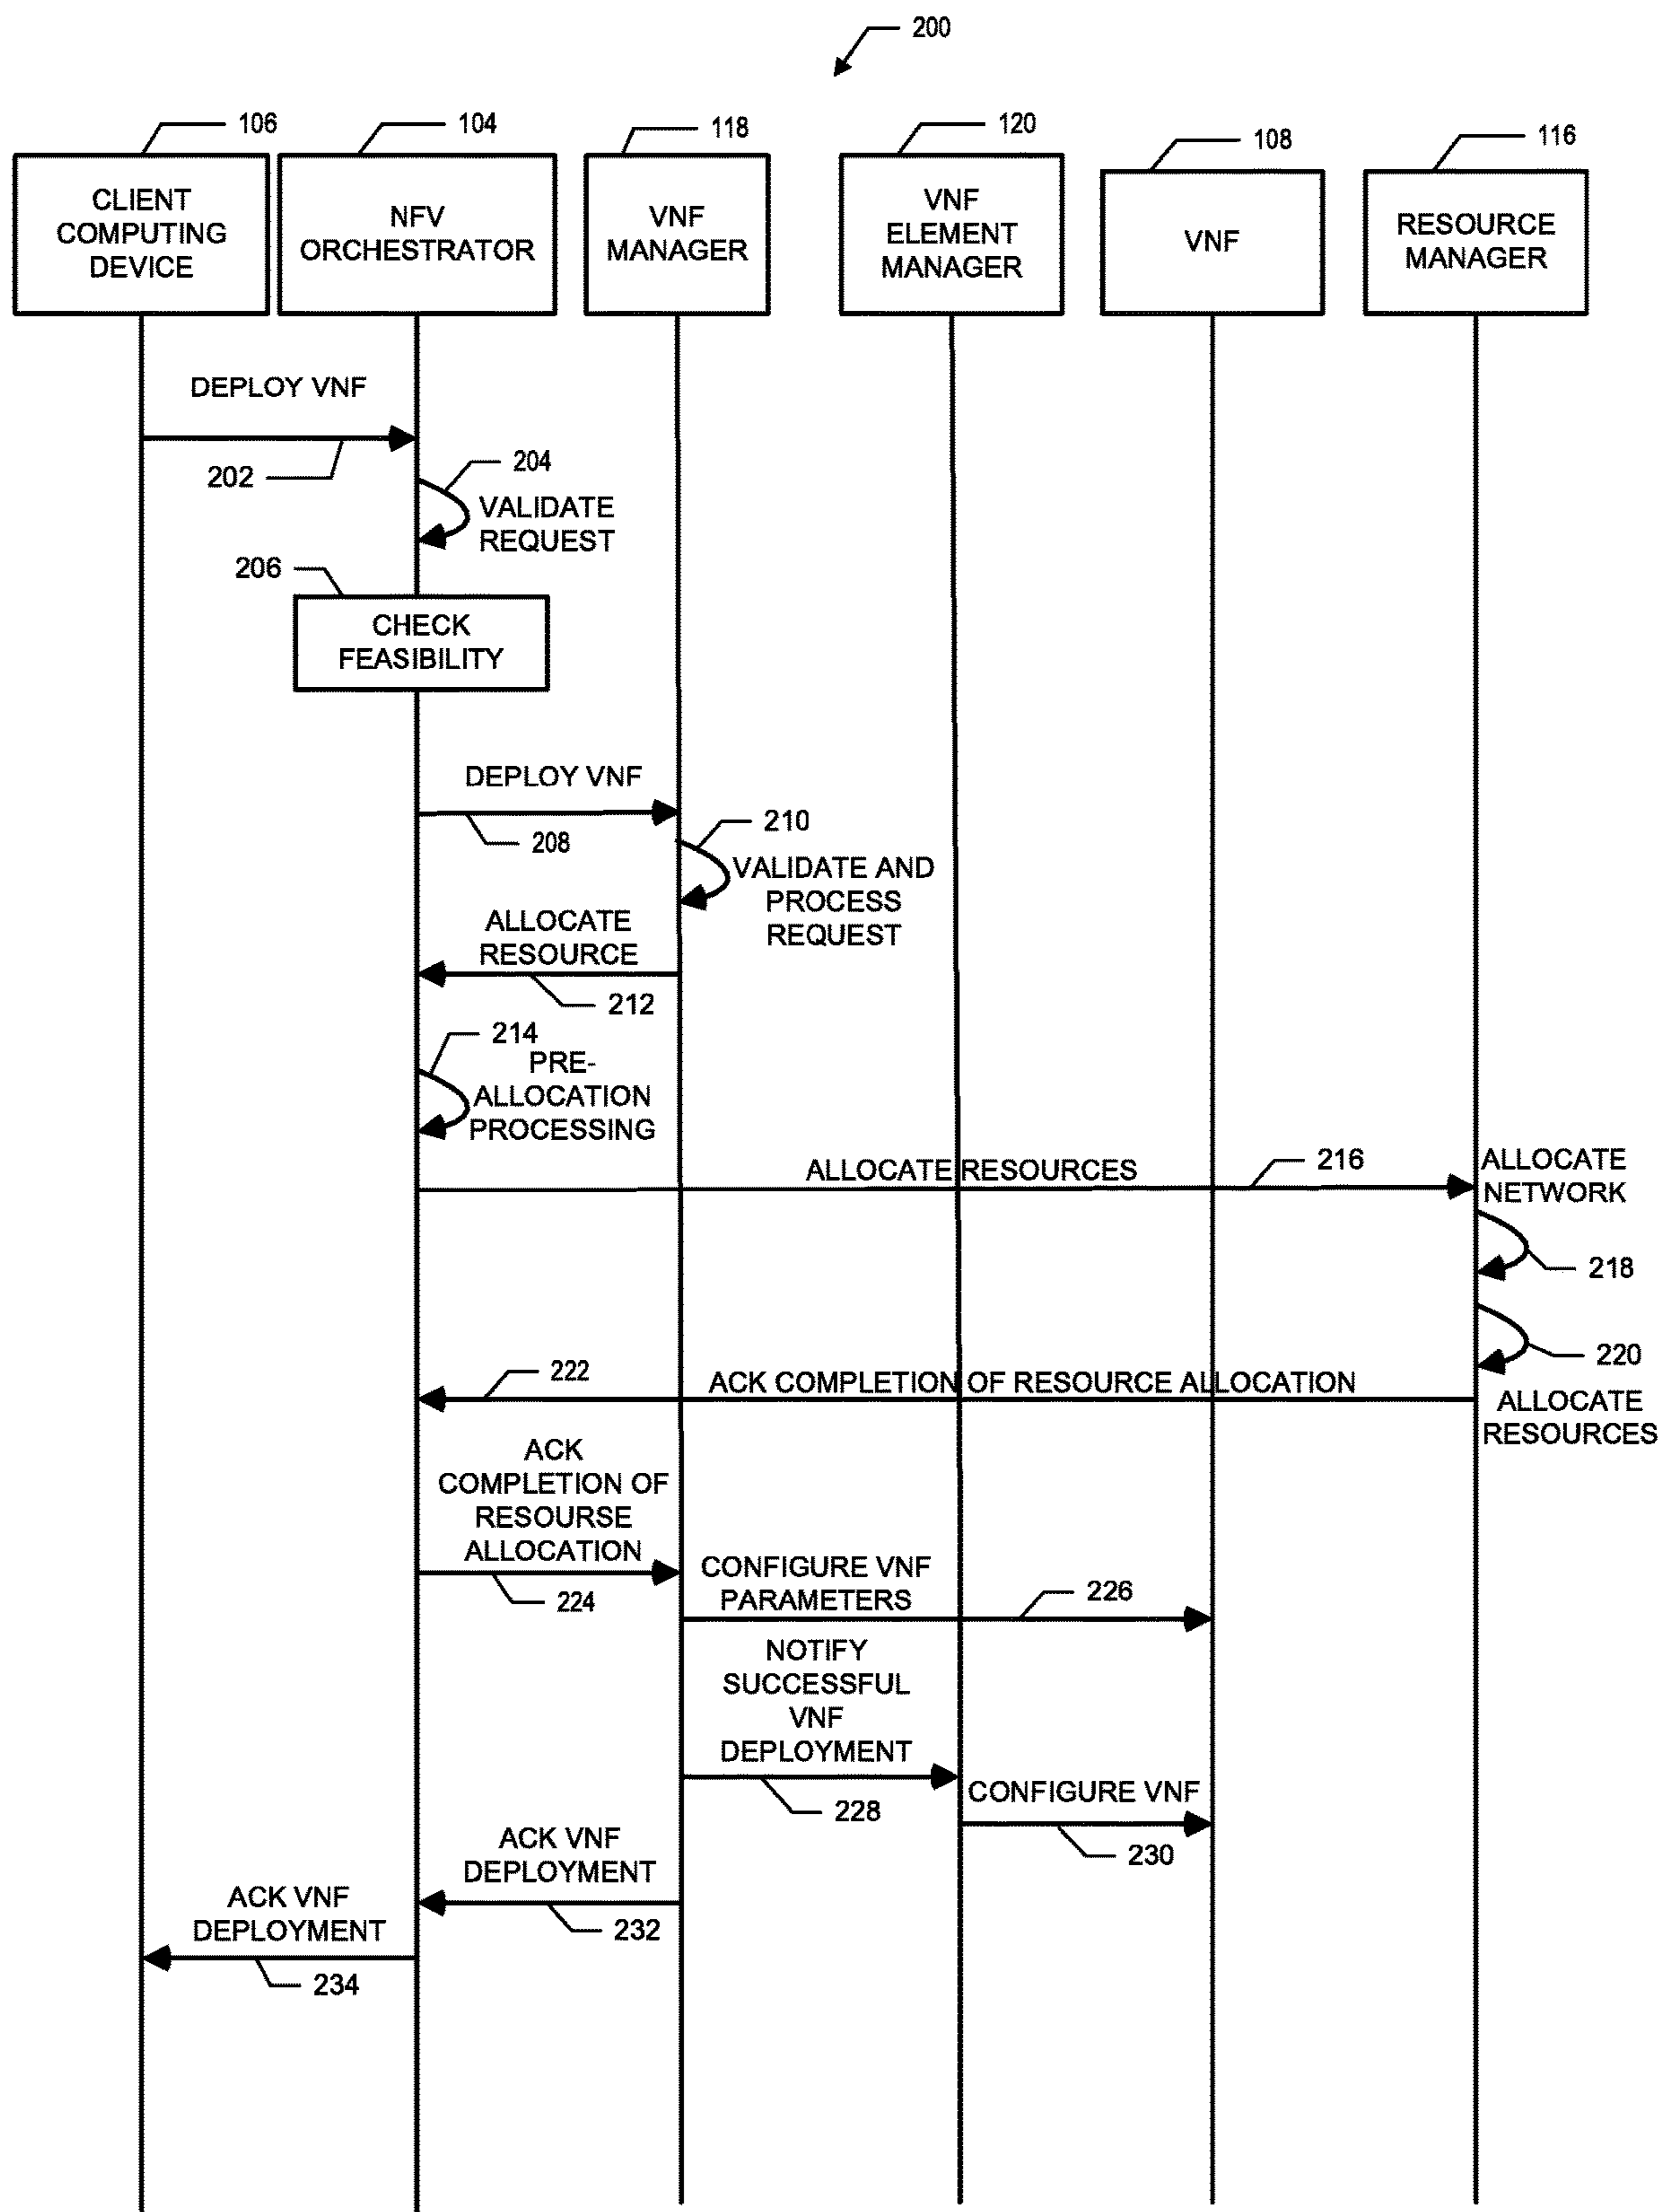 200
106
104
118
120
108
116
CLIENT
COMPUTING
DEVICE
NFV
ORCHESTRATOR
VNF
MANAGER
VNF
ELEMENT
MANAGER
VNF
RESOURCE
MANAGER
DEPLOY VNF
202
204
VALIDATE
REQUEST
206
CHECK
FEASIBILITY
DEPLOY VNF
208
210
VALIDATE AND
PROCESS
REQUEST
ALLOCATE
RESOURCE
212
214
PRE-
ALLOCATION
PROCESSING
ALLOCATE RESOURCES
216
ALLOCATE
NETWORK
218
220
222
ACK COMPLETION OF RESOURCE ALLOCATION
ALLOCATE
RESOURCES
ACK
COMPLETION OF
RESOURSE
ALLOCATION
224
CONFIGURE VNF
PARAMETERS
226
NOTIFY
SUCCESSFUL
VNF
DEPLOYMENT
228
CONFIGURE VNF
230
ACK VNF
DEPLOYMENT
232
ACK VNF
DEPLOYMENT
234